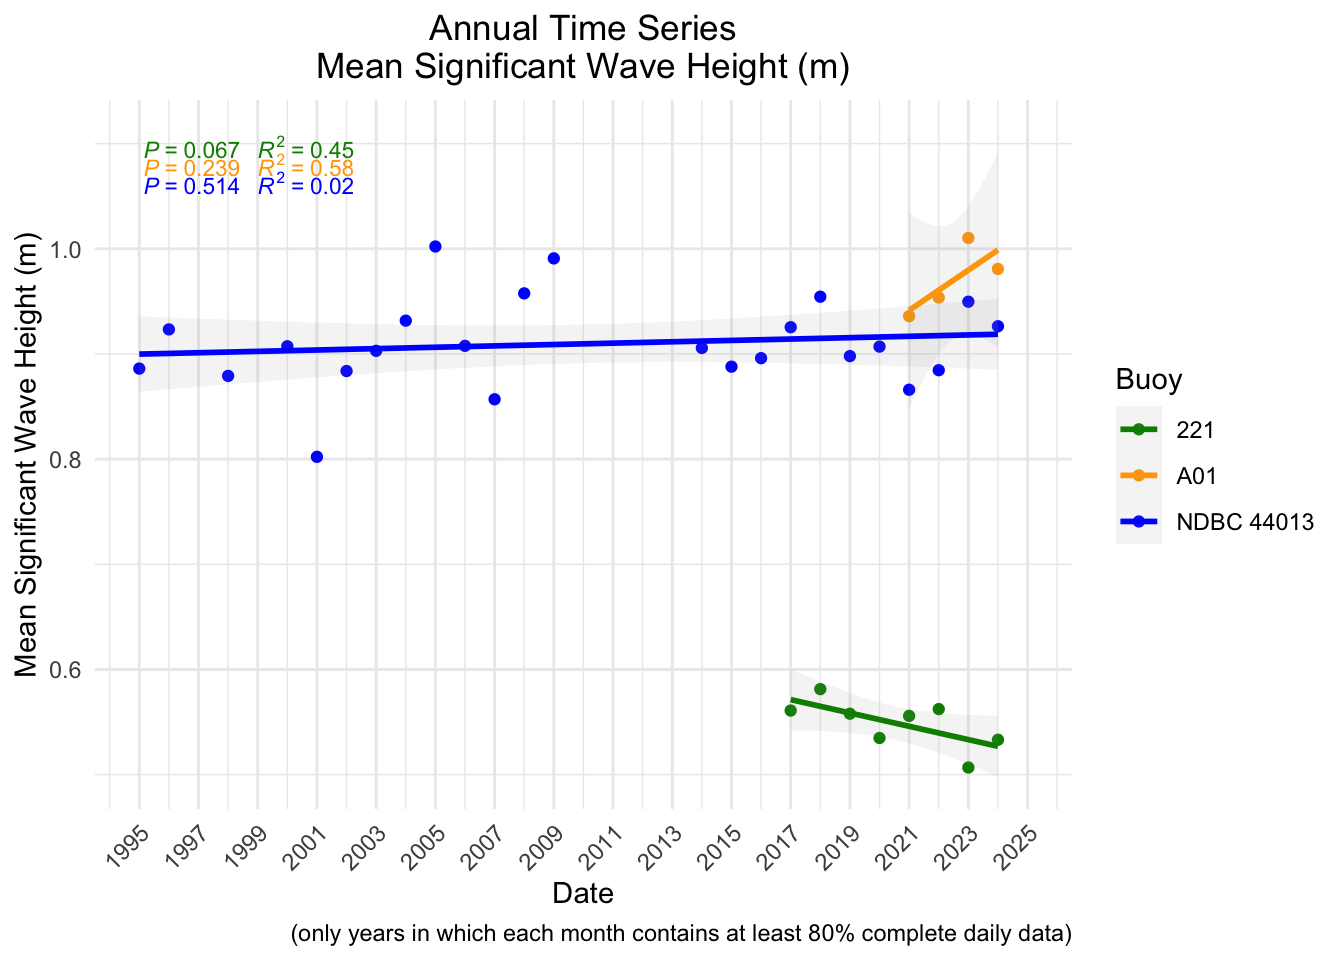 Annual Time Series
Mean Significant Wave Height (m)
P = 0.067 R² = 0.45
P = 0.239 R² = 0.58
P = 0.514 R² = 0.02
Mean Significant Wave Height (m)
1.0
0.8
0.6
1995 1997 1999 2001 2003 2005 2007 2009 2011 2013 2015 2017 2019 2021 2023 2025
Date
Buoy
221
A01
NDBC 44013
(only years in which each month contains at least 80% complete daily data)